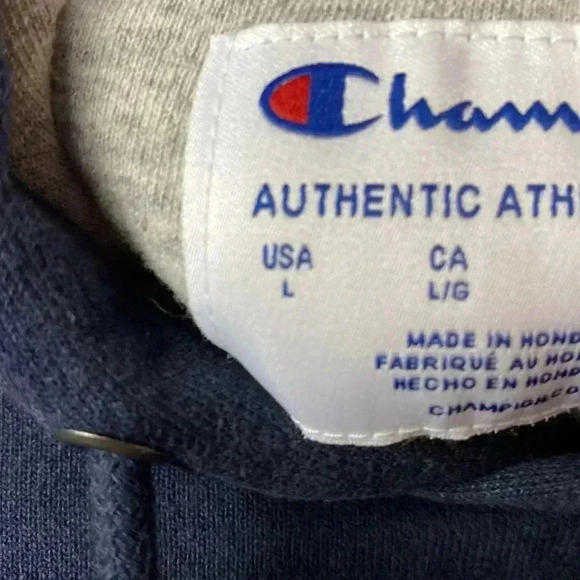 Cham
AUTHENTIC ATH
USA CA
L L/G
MADE IN HOND
FABRIQUÉ AU HON
HECHO EN HOND
CHAMPION.CO